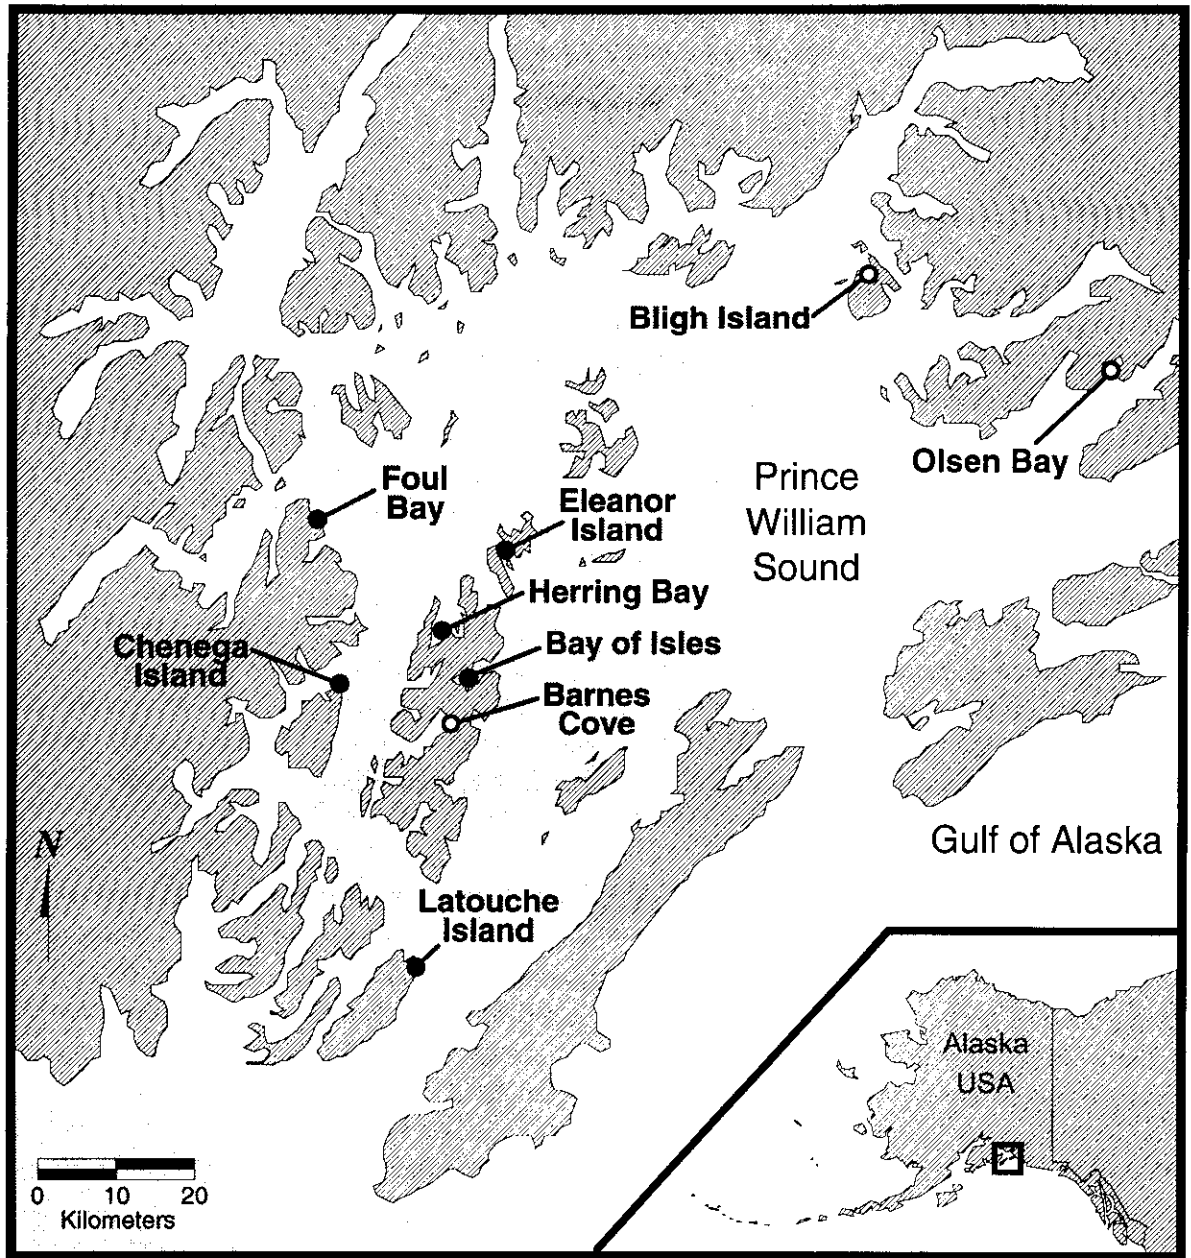 Bligh Island
Olsen Bay
Foul
Bay
Eleanor
Island
Prince
William
Sound
Herring Bay
Chenega
Island
Bay of Isles
Barnes
Cove
N
Gulf of Alaska
Latouche
Island
Alaska
USA
0 10 20
Kilometers